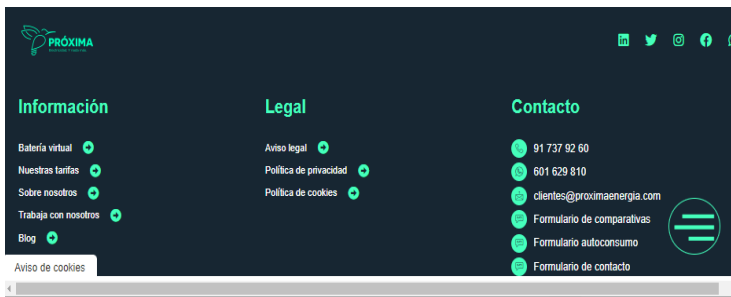 PRÓXIMA
Información
Batería virtual
Nuestras tarifas
Sobre nosotros
Trabaja con nosotros
Blog
Aviso de cookies
Legal
Aviso legal
Política de privacidad
Política de cookies
Contacto
91 737 92 60
601 629 810
clientes@proximaenergia.com
Formulario de comparativas
Formulario autoconsumo
Formulario de contacto